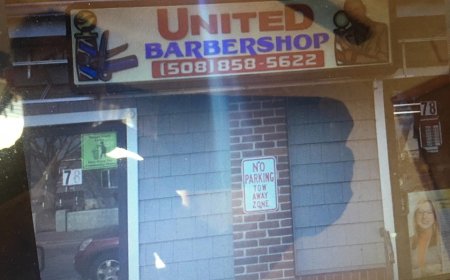 UNITED
BARBERSHOP
(508) 858-5622
78
78
NO
PARKING
TOW
AWAY
ZONE